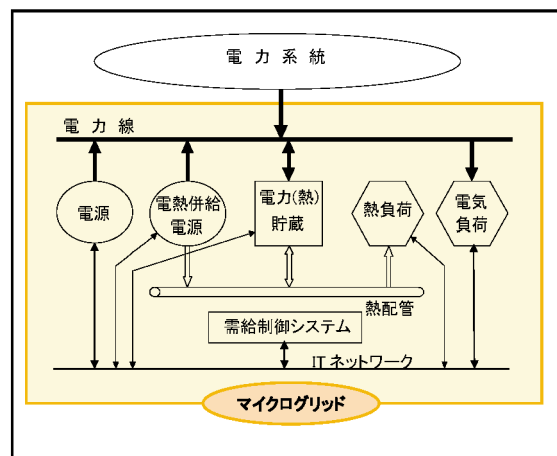 電力系統
電力線
電源
電熱併給
電源
電力(熱)
貯蔵
熱負荷
電気
負荷
熱配管
需給制御システム
ITネットワーク
マイクログリッド